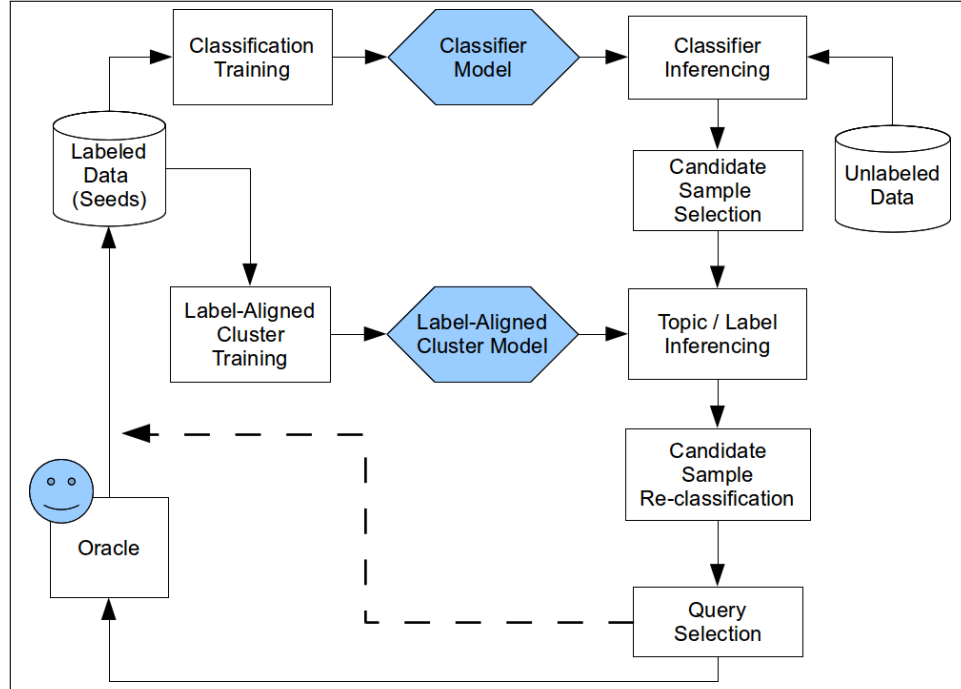 Classification
Training
Classifier
Model
Classifier
Inferencing
Labeled
Data
(Seeds)
Candidate
Sample
Selection
Unlabeled
Data
Label-Aligned
Cluster
Training
Label-Aligned
Cluster Model
Topic / Label
Inferencing
Candidate
Sample
Re-classification
Oracle
Query
Selection